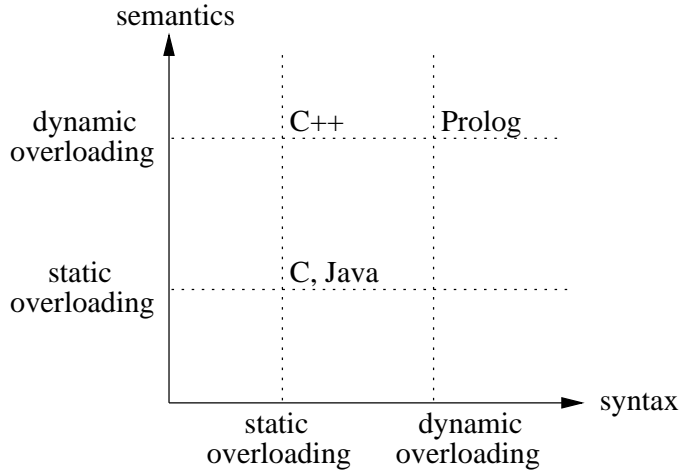 semantics
dynamic
overloading
C++
Prolog
static
overloading
C, Java
syntax
static
overloading
dynamic
overloading